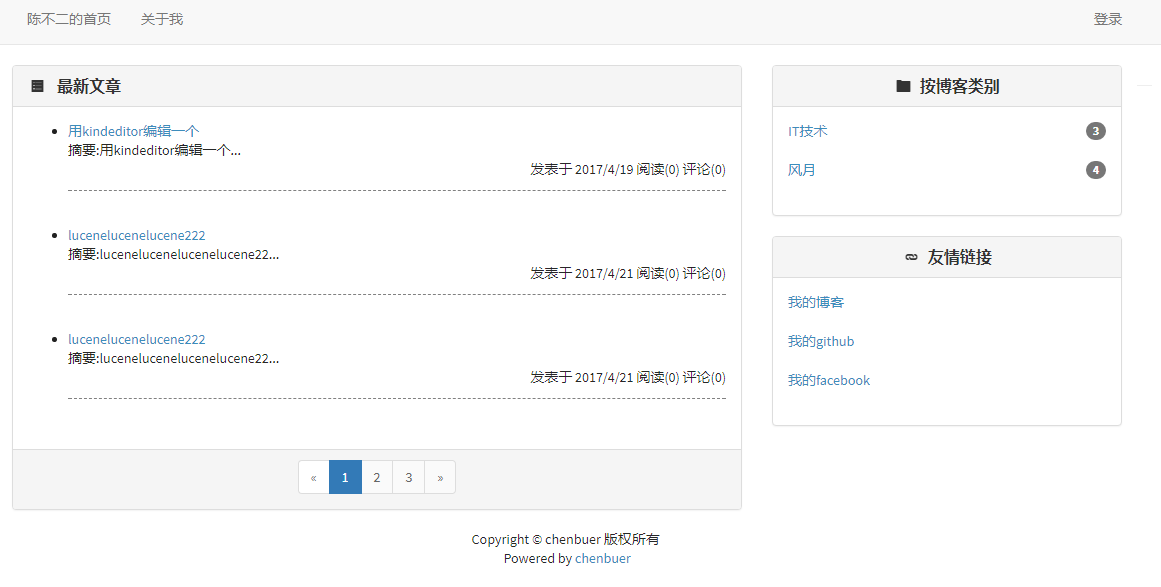 陈不二的首页 关于我 登录
最新文章
用kindeditor编辑一个
摘要:用kindeditor编辑一个...
发表于 2017/4/19 阅读(0) 评论(0)
lucenelucenelucene222
摘要:lucenelucenelucenelucene22...
发表于 2017/4/21 阅读(0) 评论(0)
lucenelucenelucene222
摘要:lucenelucenelucenelucene22...
发表于 2017/4/21 阅读(0) 评论(0)
« 1 2 3 »
按博客类别
IT技术 3
风月 4
友情链接
我的博客
我的github
我的facebook
Copyright © chenbuer 版权所有
Powered by chenbuer